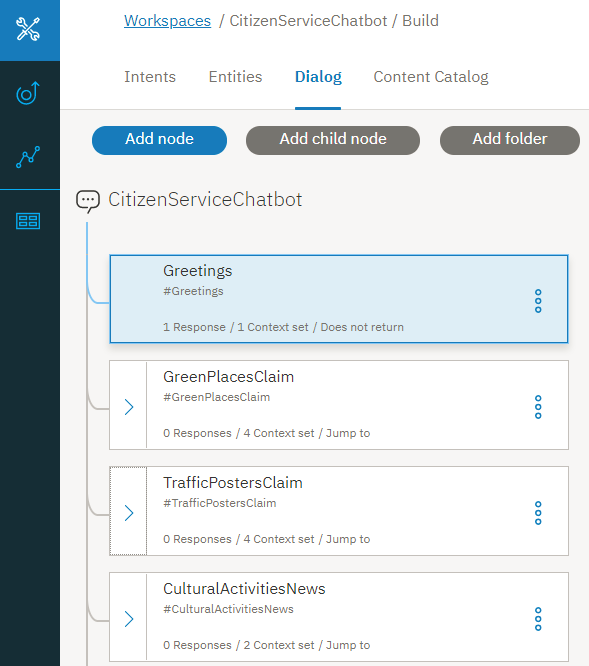 Workspaces / CitizenServiceChatbot / Build
Intents Entities Dialog Content Catalog
Add node Add child node Add folder
CitizenServiceChatbot
Greetings
#Greetings
1 Response / 1 Context set / Does not return
GreenPlacesClaim
#GreenPlacesClaim
0 Responses / 4 Context set / Jump to
TrafficPostersClaim
#TrafficPostersClaim
0 Responses / 4 Context set / Jump to
CulturalActivitiesNews
#CulturalActivitiesNews
0 Responses / 2 Context set / Jump to